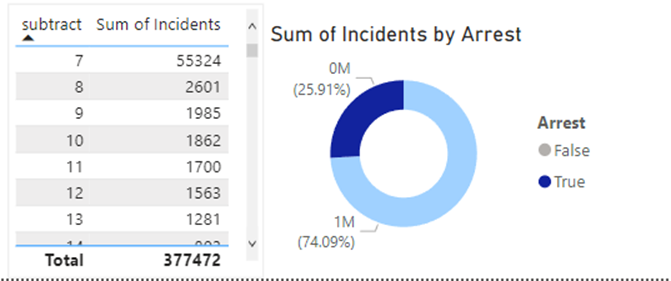 subtract Sum of Incidents
7 55324
8 2601
9 1985
10 1862
11 1700
12 1563
13 1281
Total 377472
Sum of Incidents by Arrest
0M
(25.91%)
1M
(74.09%)
Arrest
False
True